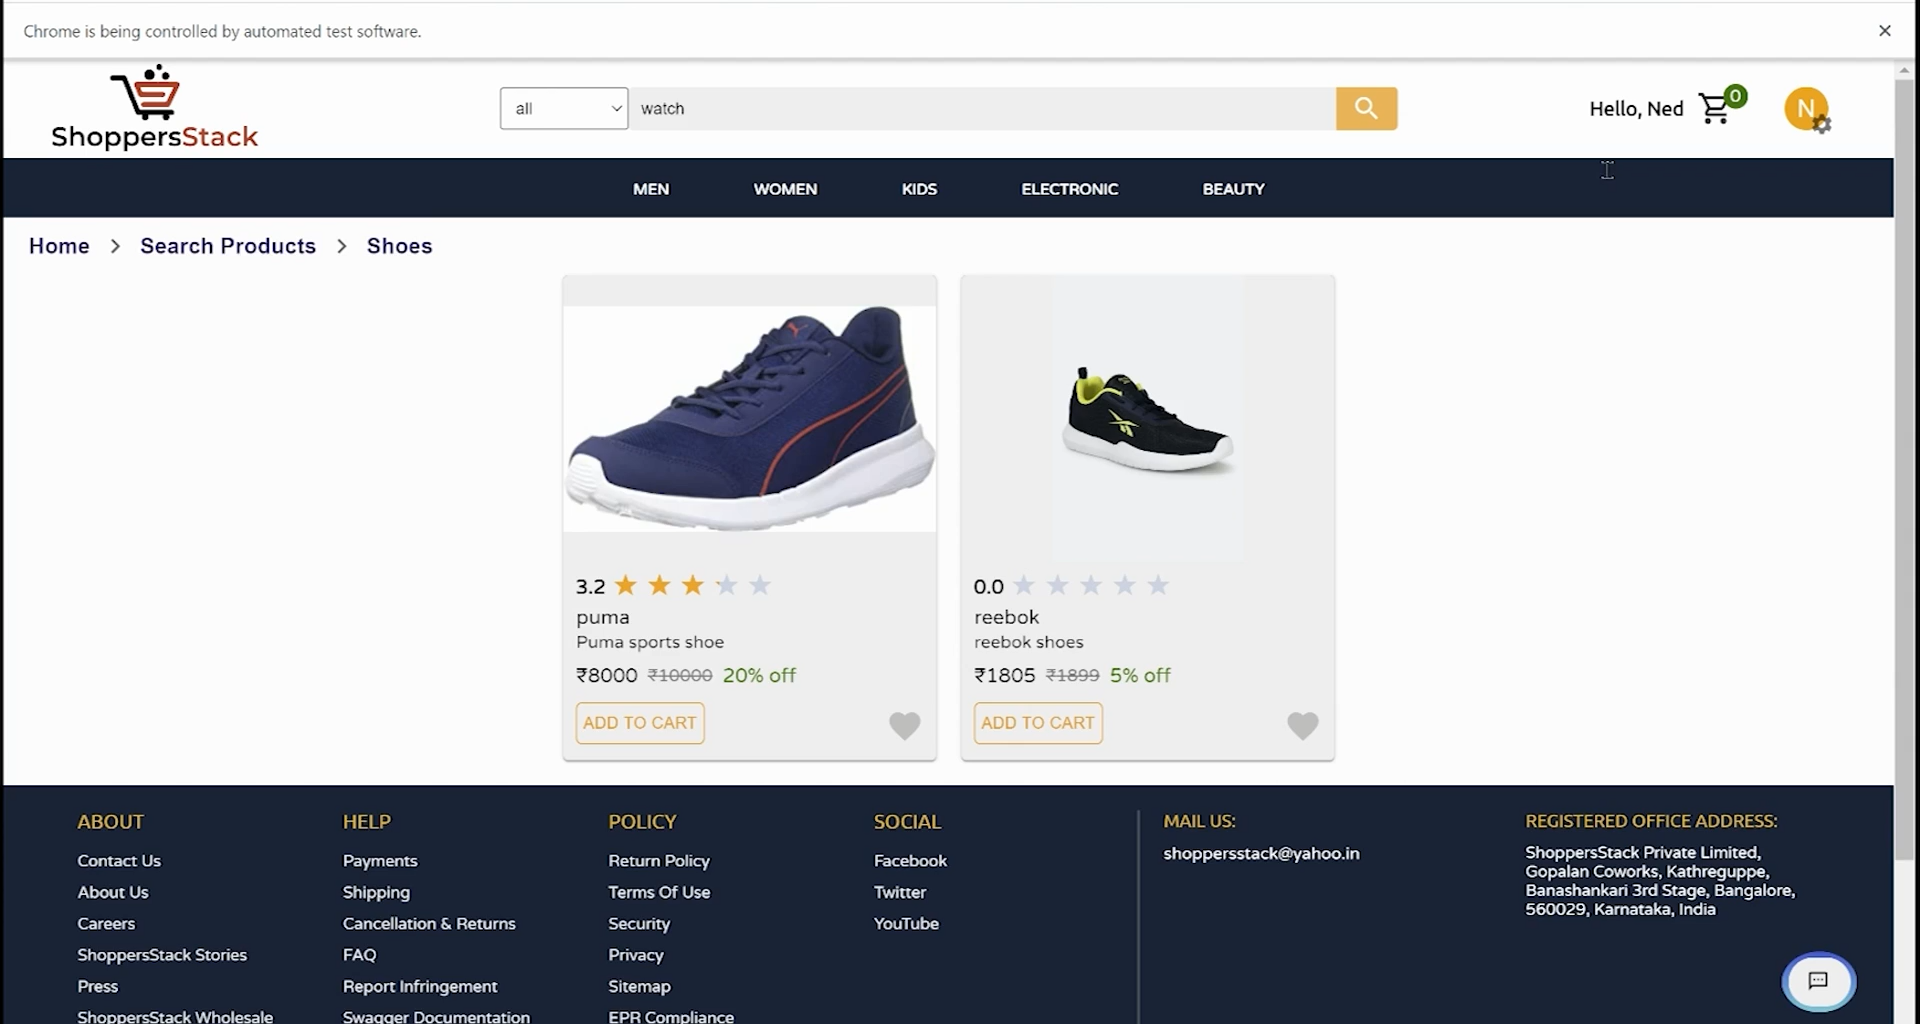 Chrome is being controlled by automated test software.
ShoppersStack
all
watch
Hello, Ned
0
N
MEN
WOMEN
KIDS
ELECTRONIC
BEAUTY
Home > Search Products > Shoes
3.2
puma
Puma sports shoe
₹8000 ₹10000 20% off
ADD TO CART
0.0
reebok
reebok shoes
₹1805 ₹1899 5% off
ADD TO CART
ABOUT
Contact Us
About Us
Careers
ShoppersStack Stories
Press
ShoppersStack Wholesale
HELP
Payments
Shipping
Cancellation & Returns
FAQ
Report Infringement
Swagger Documentation
POLICY
Return Policy
Terms Of Use
Security
Privacy
Sitemap
EPR Compliance
SOCIAL
Facebook
Twitter
YouTube
MAIL US:
shoppersstack@yahoo.in
REGISTERED OFFICE ADDRESS:
ShoppersStack Private Limited,
Gopalan Coworks, Kathreguppe,
Banashankari 3rd Stage, Bangalore,
560029, Karnataka, India